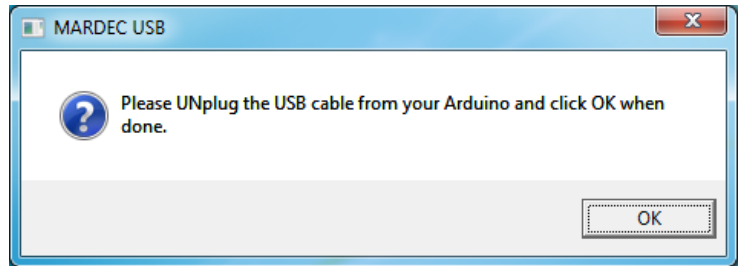 MARDEC USB
Please UNplug the USB cable from your Arduino and click OK when
done.
OK